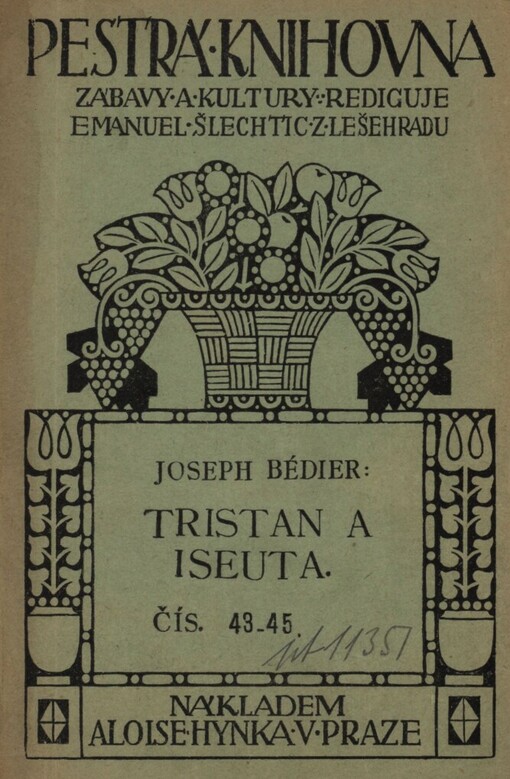 PESTRÁ·KNIHOVNA
ZÁBAVY·A·KULTURY·:·REDIGUJE
EMANUEL·ŠLECHTIC·Z·LEŠEHRADU
JOSEPH BÉDIER:
TRISTAN A
ISEUTA.
ČÍS. 43-45
11351
NÁKLADEM
ALOISE·HYNKA·V·PRAZE